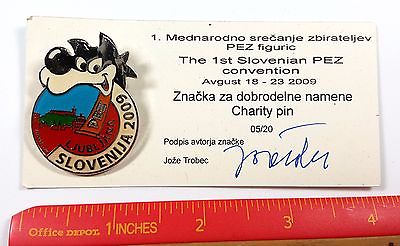 1. Mednarodno srečanje zbirateljev
PEZ figuric
The 1st Slovenian PEZ
convention
Avgust 18 - 23 2009
Značka za dobrodelne namene
Charity pin
05/20
Podpis avtorja značke
Jože Trobec
PEZ
LJUBLJANA
SLOVENIJA 2009
Office DEPOT. 1 INCHES 2 3